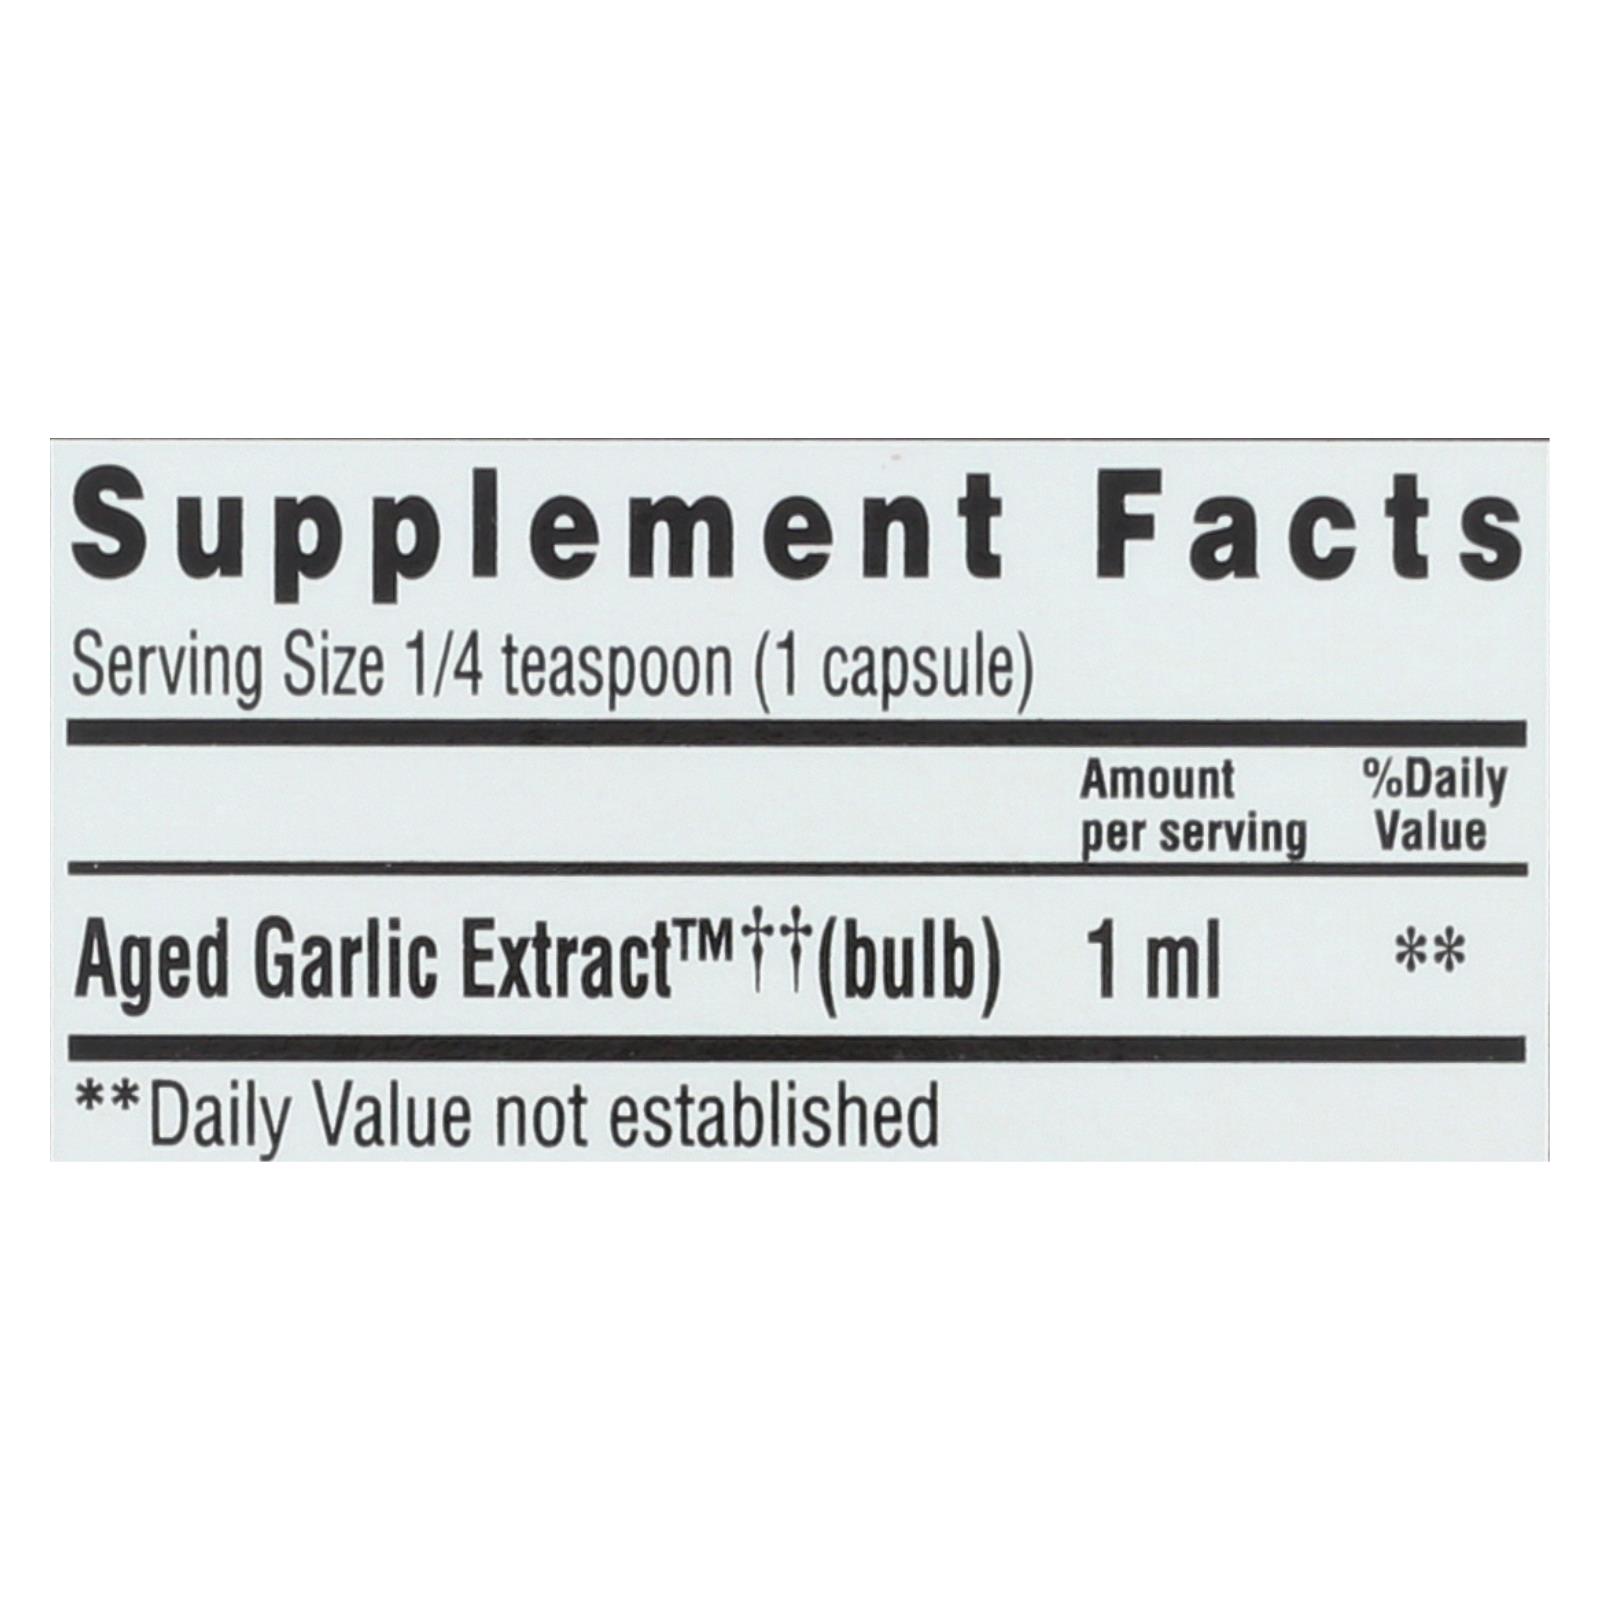 Supplement Facts
Serving Size 1/4 teaspoon (1 capsule)
Amount per serving %Daily Value
Aged Garlic Extract™††(bulb) 1 ml **
**Daily Value not established